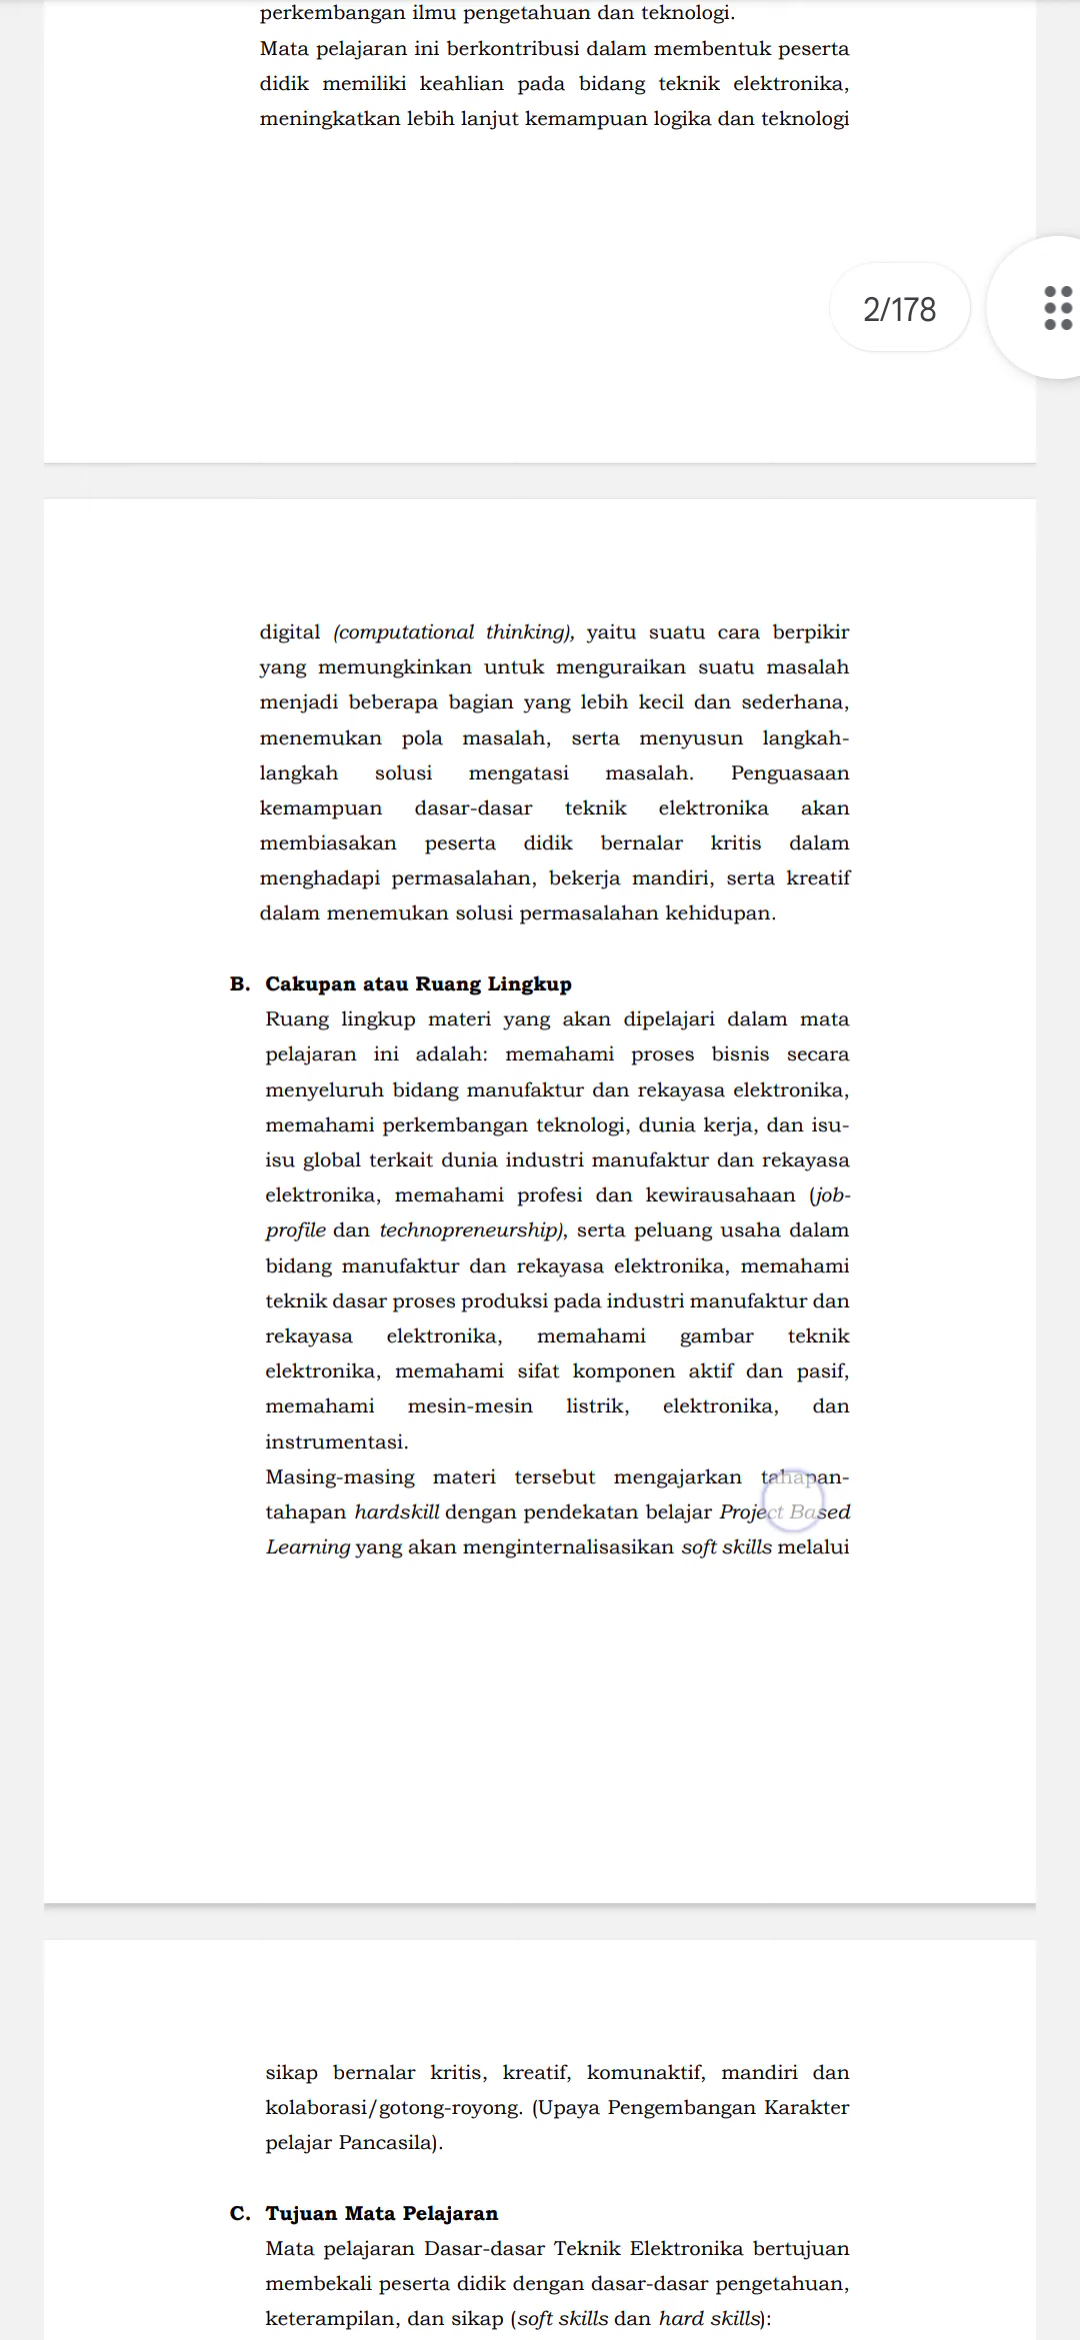 perkembangan ilmu pengetahuan dan teknologi.
Mata pelajaran ini berkontribusi dalam membentuk peserta
didik memiliki keahlian pada bidang teknik elektronika,
meningkatkan lebih lanjut kemampuan logika dan teknologi
2/178
digital (computational thinking), yaitu suatu cara berpikir
yang memungkinkan untuk menguraikan suatu masalah
menjadi beberapa bagian yang lebih kecil dan sederhana,
menemukan pola masalah, serta menyusun langkah-
langkah solusi mengatasi masalah. Penguasaan
kemampuan dasar-dasar teknik elektronika akan
membiasakan peserta didik bernalar kritis dalam
menghadapi permasalahan, bekerja mandiri, serta kreatif
dalam menemukan solusi permasalahan kehidupan.
B. Cakupan atau Ruang Lingkup
Ruang lingkup materi yang akan dipelajari dalam mata
pelajaran ini adalah: memahami proses bisnis secara
menyeluruh bidang manufaktur dan rekayasa elektronika,
memahami perkembangan teknologi, dunia kerja, dan isu-
isu global terkait dunia industri manufaktur dan rekayasa
elektronika, memahami profesi dan kewirausahaan (job-
profile dan technopreneurship), serta peluang usaha dalam
bidang manufaktur dan rekayasa elektronika, memahami
teknik dasar proses produksi pada industri manufaktur dan
rekayasa elektronika, memahami gambar teknik
elektronika, memahami sifat komponen aktif dan pasif,
memahami mesin-mesin listrik, elektronika, dan
instrumentasi.
Masing-masing materi tersebut mengajarkan tahapan-
tahapan hardskill dengan pendekatan belajar Project Based
Learning yang akan menginternalisasikan soft skills melalui
sikap bernalar kritis, kreatif, komunaktif, mandiri dan
kolaborasi/gotong-royong. (Upaya Pengembangan Karakter
pelajar Pancasila).
C. Tujuan Mata Pelajaran
Mata pelajaran Dasar-dasar Teknik Elektronika bertujuan
membekali peserta didik dengan dasar-dasar pengetahuan,
keterampilan, dan sikap (soft skills dan hard skills):